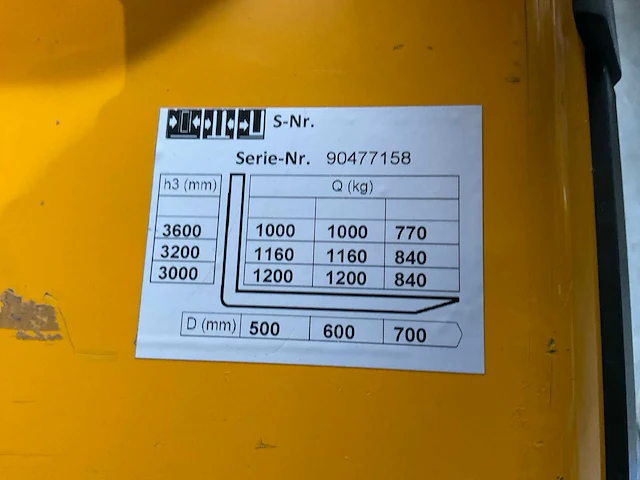 S-Nr.
Serie-Nr. 90477158
h3 (mm) Q (kg)
3600 1000 1000 770
3200 1160 1160 840
3000 1200 1200 840
D (mm) 500 600 700